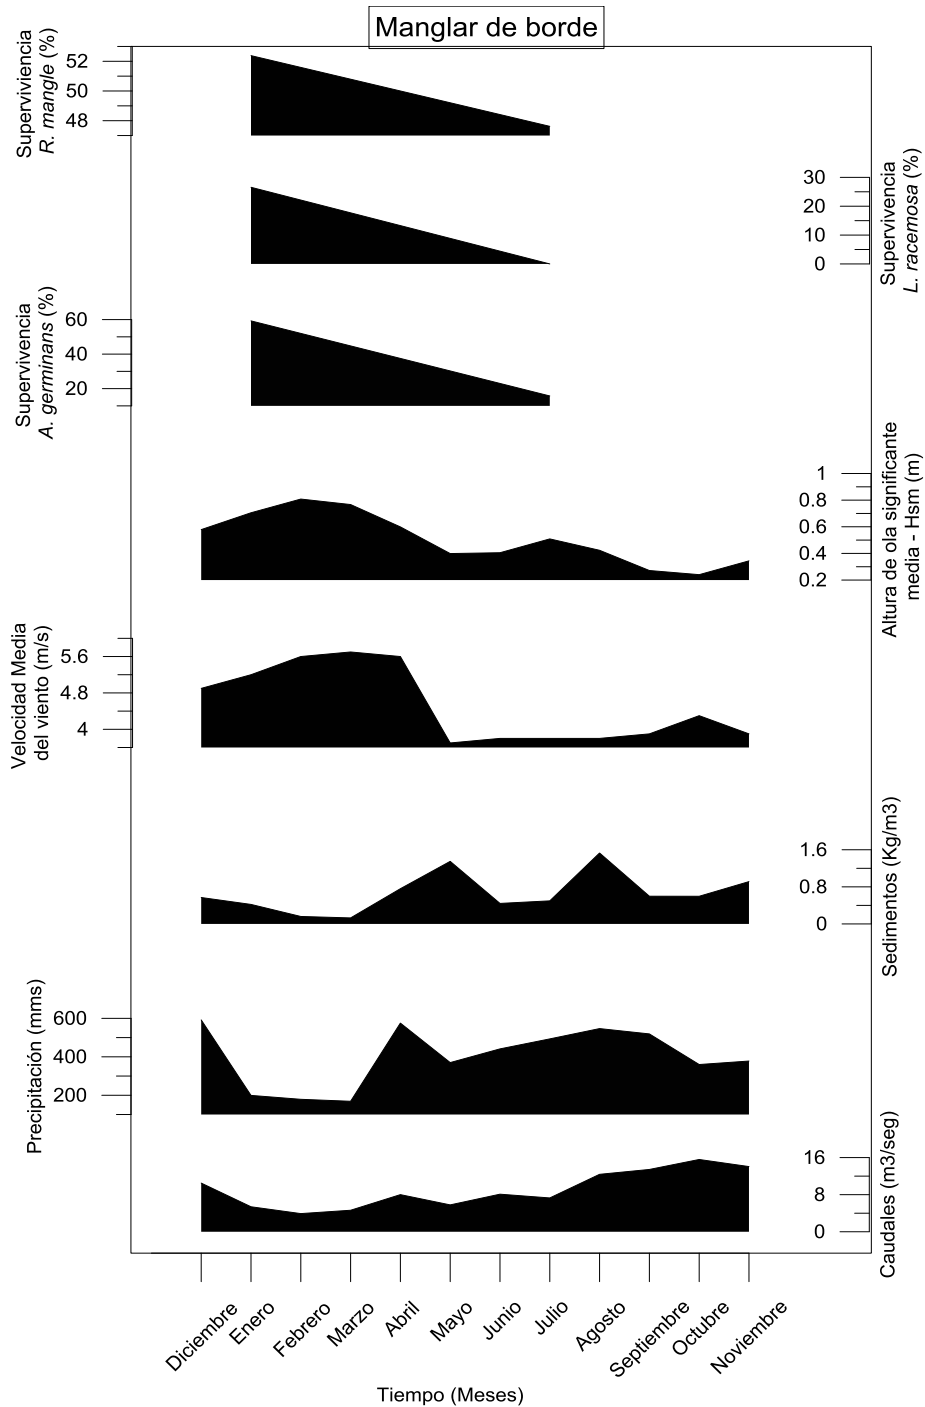 Manglar de borde
Superviviencia
R. mangle (%)
52
50
48
30
20
10
0
Supervivencia
L. racemosa (%)
Supervivencia
A. germinans (%)
60
40
20
1
0.8
0.6
0.4
0.2
Altura de ola significante
media - Hsm (m)
Velocidad Media
del viento (m/s)
5.6
4.8
4
1.6
0.8
0
Sedimentos (Kg/m3)
Precipitación (mms)
600
400
200
16
8
0
Caudales (m3/seg)
Diciembre
Enero
Febrero
Marzo
Abril
Mayo
Junio
Julio
Agosto
Septiembre
Octubre
Noviembre
Tiempo (Meses)